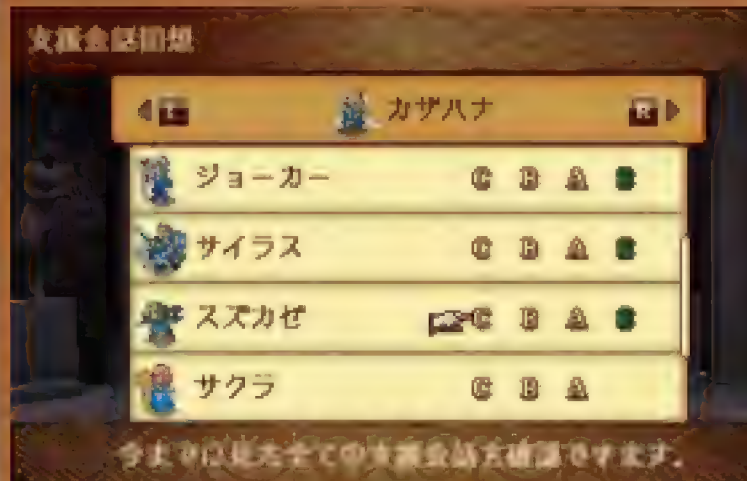 支援会話回想
L カザハナ R
ジョーカー C B A S
サイラス C B A S
スズカゼ C B A S
サクラ C B A
今までに見た全ての支援会話を確認できます。